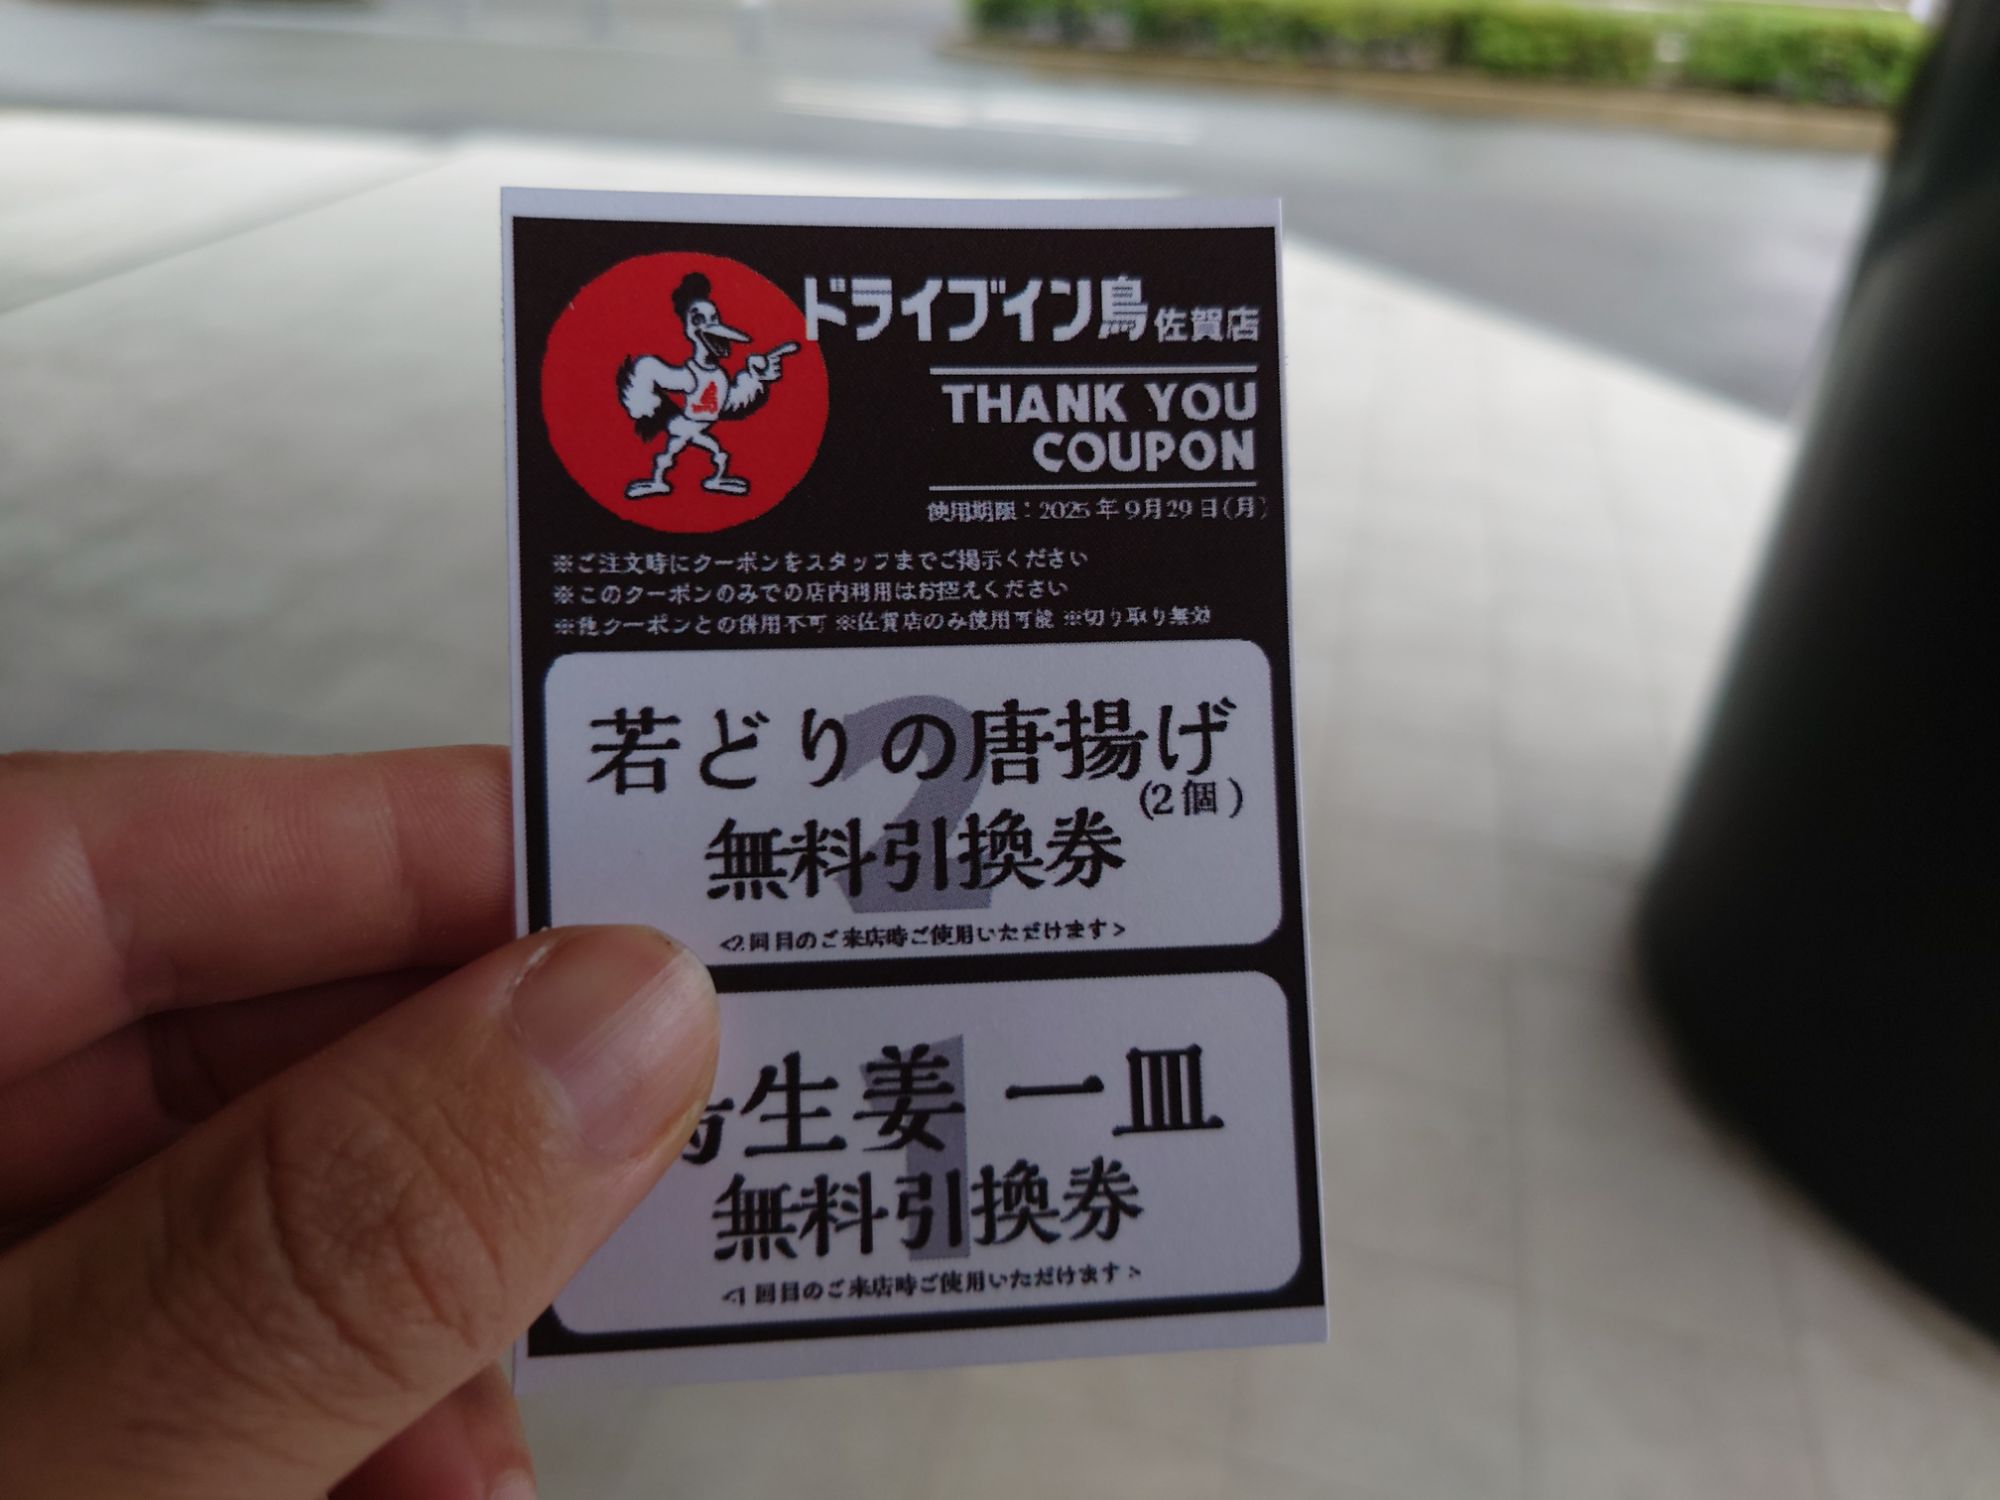 ドライブイン鳥 佐賀店
THANK YOU
COUPON
使用期限：2025年9月29日(月)
※ご注文時にクーポンをスタッフまでご掲示ください
※このクーポンのみでの店内利用はお控えください
※他クーポンとの併用不可 ※佐賀店のみ使用可能 ※切り取り無効
2
若どりの唐揚げ
(2個)
無料引換券
<2回目のご来店時ご使用いただけます>
1
生姜 一皿
無料引換券
<1回目のご来店時ご使用いただけます>